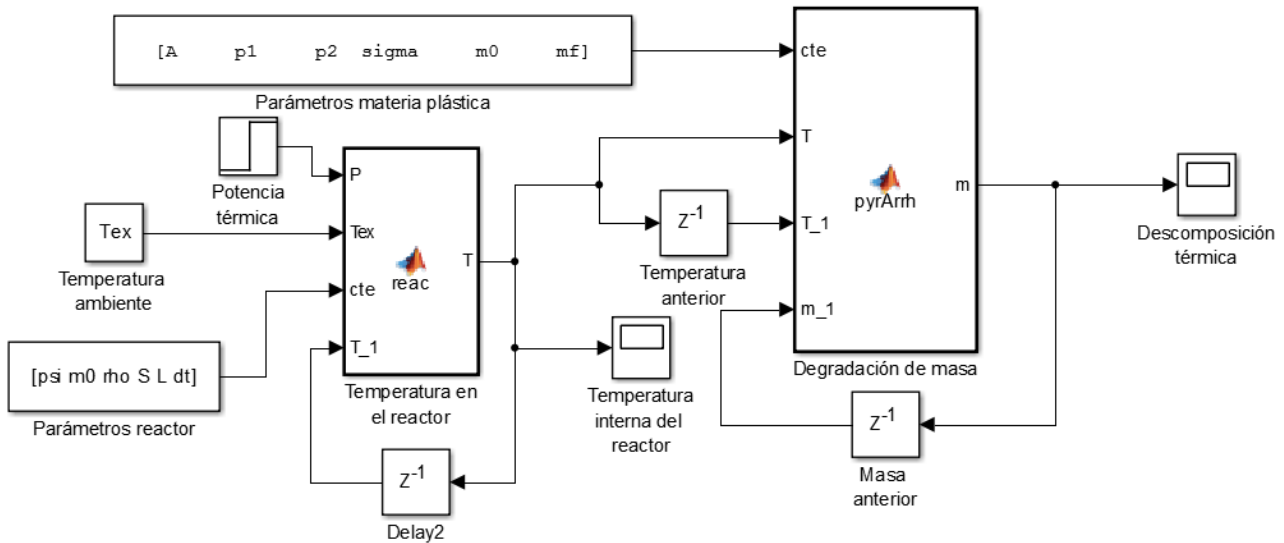 [A p1 p2 sigma m0 mf]
Parámetros materia plástica
Potencia
térmica
Tex
Temperatura
ambiente
[psi m0 rho S L dt]
Parámetros reactor
P
Tex
cte
T_1
reac
T
Temperatura en
el reactor
Z-1
Delay2
Z-1
Temperatura
anterior
Temperatura
interna del
reactor
cte
T
T_1
m_1
pyrArrh
m
Degradación de masa
Z-1
Masa
anterior
Descomposición
térmica